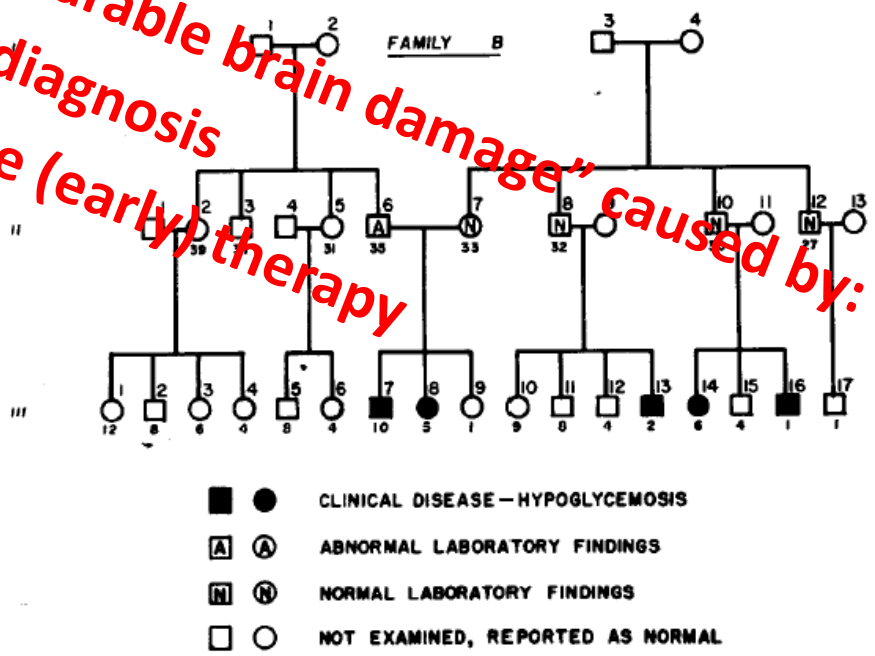 brain damage” caused by:
diagnosis
(early) therapy
1 2 FAMILY B 3 4
2 3 4 5 6 7 8 10 11 12 13
II A N N N N
39 31 35 33 32 27
1 2 3 4 5 6 7 8 9 10 11 12 13 14 15 16 17
III
12 8 6 4 8 4 10 5 1 9 8 4 2 6 4 1 1
CLINICAL DISEASE—HYPOGLYCEMOSIS
A A ABNORMAL LABORATORY FINDINGS
N N NORMAL LABORATORY FINDINGS
NOT EXAMINED, REPORTED AS NORMAL